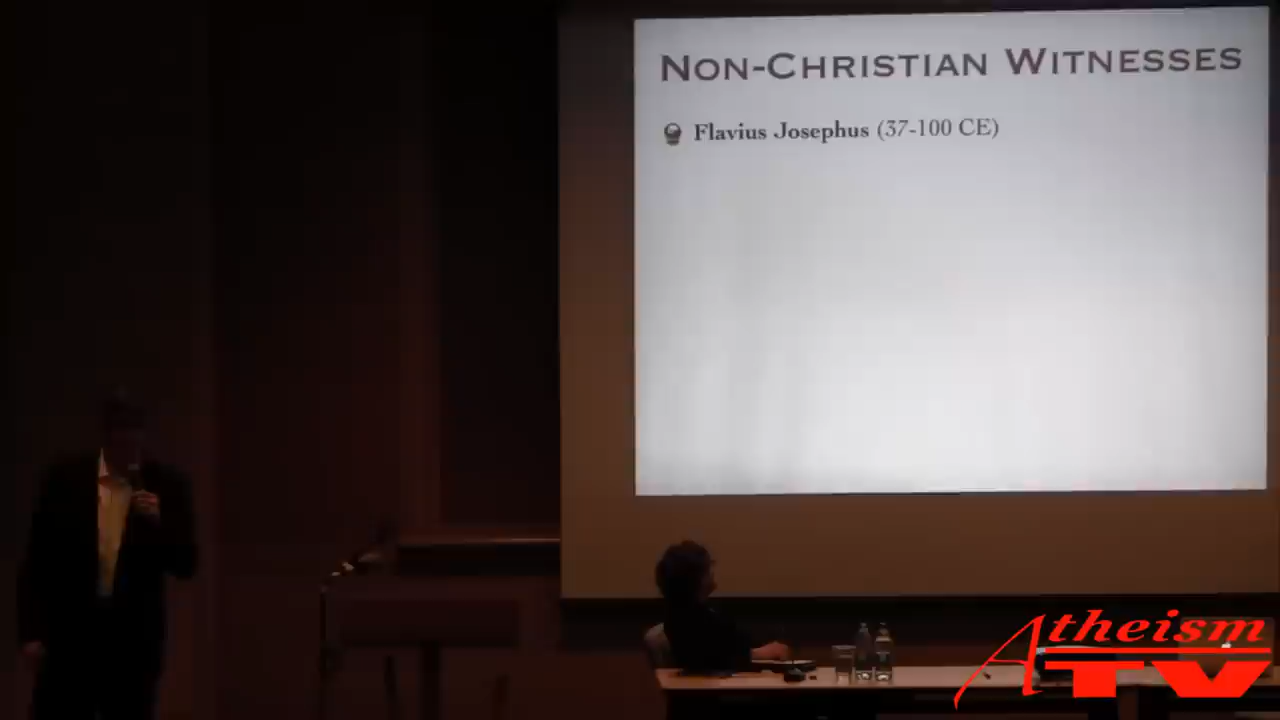 NON-CHRISTIAN WITNESSES
Flavius Josephus (37-100 CE)
Atheism
TV